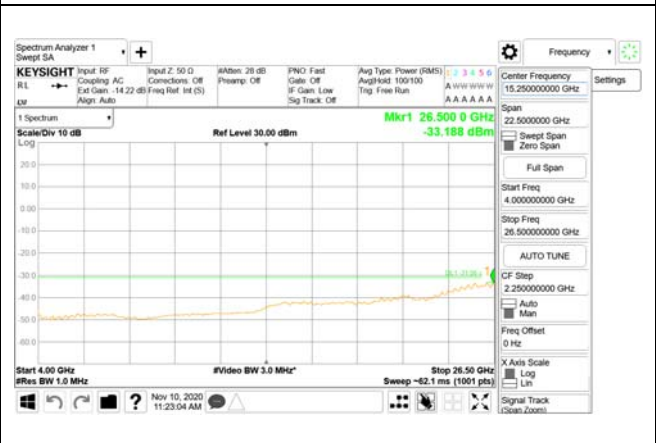 Spectrum Analyzer 1
Swept SA
+
Frequency
KEYSIGHT
RL
Input: RF
Coupling: AC
Ext Gain: -14.22 dB
Align: Auto
Input Z: 50 Ω
Corrections: Off
Freq Ref: Int (S)
#Atten: 28 dB
Preamp: Off
PNO: Fast
Gate: Off
IF Gain: Low
Sig Track: Off
Avg Type: Power (RMS)
Avg|Hold: 100/100
Trig: Free Run
1 2 3 4 5 6
A W W W W W
A A A A A A
1 Spectrum
Scale/Div 10 dB
Ref Level 30.00 dBm
Mkr1 26.500 0 GHz
-33.188 dBm
Log
20.0
10.0
0.00
-10.0
-20.0
-30.0
-40.0
-50.0
-60.0
1
Start 4.00 GHz
#Res BW 1.0 MHz
#Video BW 3.0 MHz*
Stop 26.50 GHz
Sweep ~62.1 ms (1001 pts)
Nov 10, 2020
11:23:04 AM
?
Center Frequency
15.250000000 GHz
Settings
Span
22.5000000 GHz
Swept Span
Zero Span
Full Span
Start Freq
4.000000000 GHz
Stop Freq
26.500000000 GHz
AUTO TUNE
CF Step
2.250000000 GHz
Auto
Man
Freq Offset
0 Hz
X Axis Scale
Log
Lin
Signal Track
(Span Zoom)